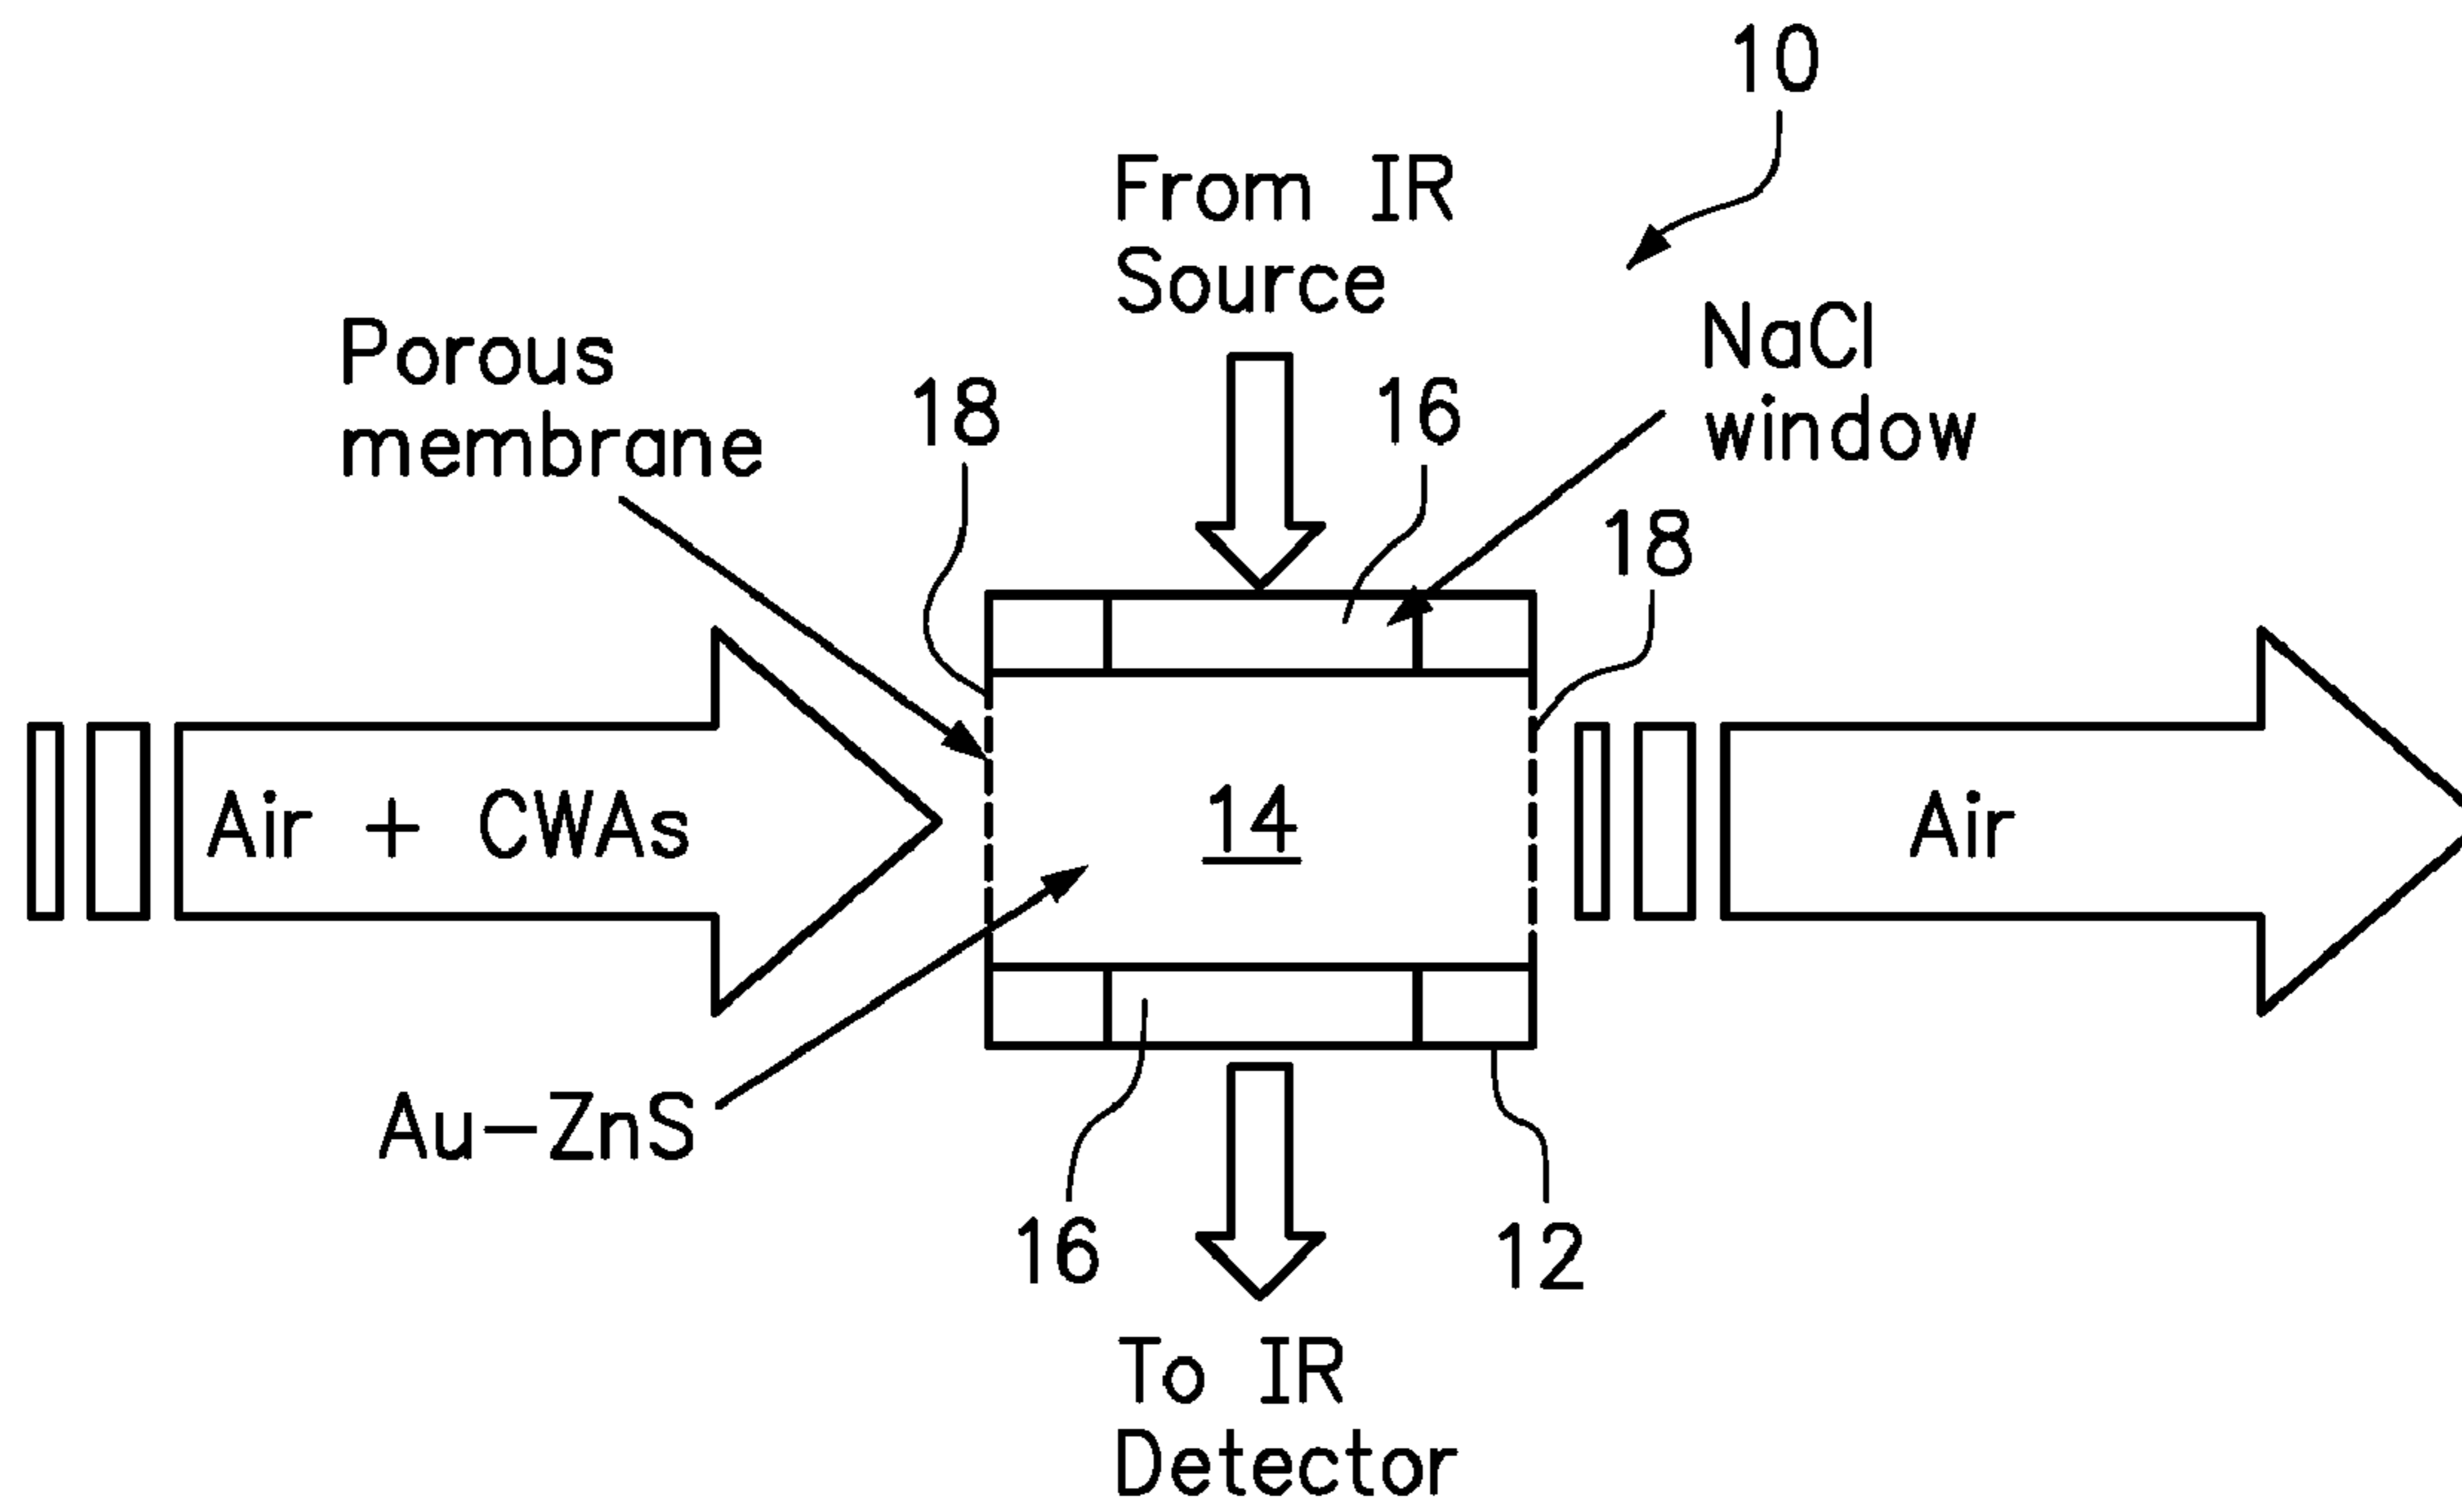 10
From IR
Source
NaCl
window
Porous
membrane
18
16
18
Air + CWAs
14
Air
Au-ZnS
16
12
To IR
Detector